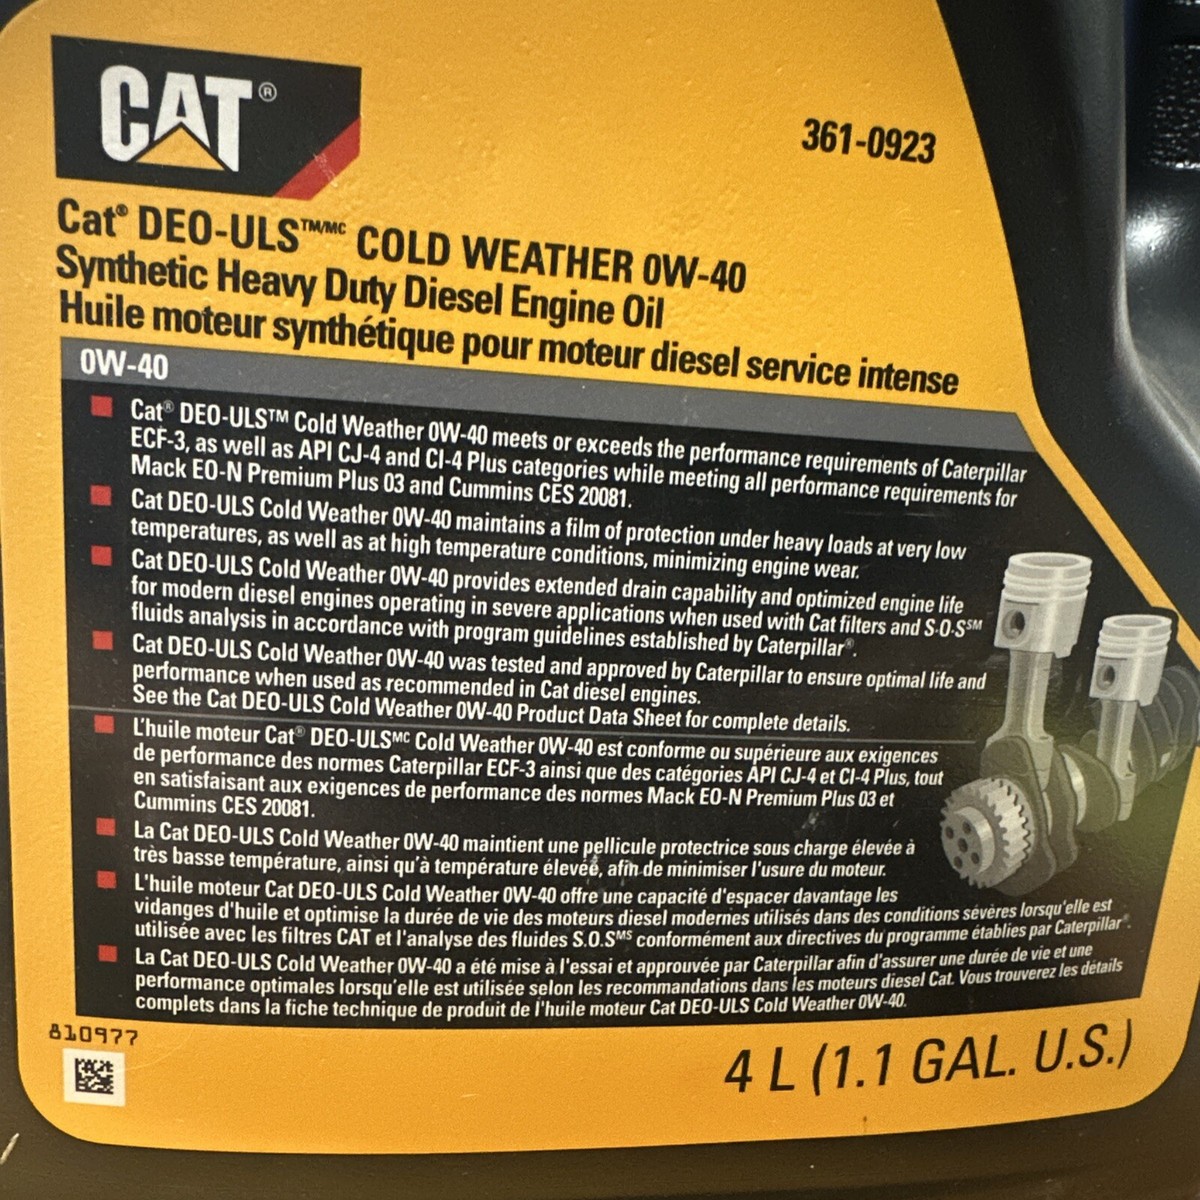 CAT®
361-0923
Cat® DEO-ULS™/MC COLD WEATHER 0W-40
Synthetic Heavy Duty Diesel Engine Oil
Huile moteur synthétique pour moteur diesel service intense
0W-40
Cat® DEO-ULS™ Cold Weather 0W-40 meets or exceeds the performance requirements of Caterpillar
ECF-3, as well as API CJ-4 and CI-4 Plus categories while meeting all performance requirements for
Mack EO-N Premium Plus 03 and Cummins CES 20081.
Cat DEO-ULS Cold Weather 0W-40 maintains a film of protection under heavy loads at very low
temperatures, as well as at high temperature conditions, minimizing engine wear.
Cat DEO-ULS Cold Weather 0W-40 provides extended drain capability and optimized engine life
for modern diesel engines operating in severe applications when used with Cat filters and S·O·S℠
fluids analysis in accordance with program guidelines established by Caterpillar®.
Cat DEO-ULS Cold Weather 0W-40 was tested and approved by Caterpillar to ensure optimal life and
performance when used as recommended in Cat diesel engines.
See the Cat DEO-ULS Cold Weather 0W-40 Product Data Sheet for complete details.
L'huile moteur Cat® DEO-ULSMC Cold Weather 0W-40 est conforme ou supérieure aux exigences
de performance des normes Caterpillar ECF-3 ainsi que des catégories API CJ-4 et CI-4 Plus, tout
en satisfaisant aux exigences de performance des normes Mack EO-N Premium Plus 03 et
Cummins CES 20081.
La Cat DEO-ULS Cold Weather 0W-40 maintient une pellicule protectrice sous charge élevée à
très basse température, ainsi qu'à température élevée, afin de minimiser l'usure du moteur.
L'huile moteur Cat DEO-ULS Cold Weather 0W-40 offre une capacité d'espacer davantage les
vidanges d'huile et optimise la durée de vie des moteurs diesel modernes utilisés dans des conditions sévères lorsqu'elle est
utilisée avec les filtres CAT et l'analyse des fluides S.O.SMS conformément aux directives du programme établies par Caterpillar®.
La Cat DEO-ULS Cold Weather 0W-40 a été mise à l'essai et approuvée par Caterpillar afin d'assurer une durée de vie et une
performance optimales lorsqu'elle est utilisée selon les recommandations dans les moteurs diesel Cat. Vous trouverez les détails
complets dans la fiche technique de produit de l'huile moteur Cat DEO-ULS Cold Weather 0W-40.
810977
4 L (1.1 GAL. U.S.)